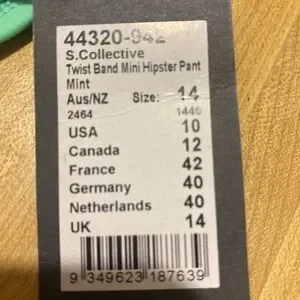 44320-942
S.Collective
Twist Band Mini Hipster Pant
Mint
Aus/NZ Size: 14
2464 1446
USA 10
Canada 12
France 42
Germany 40
Netherlands 40
UK 14
9 349623 187639